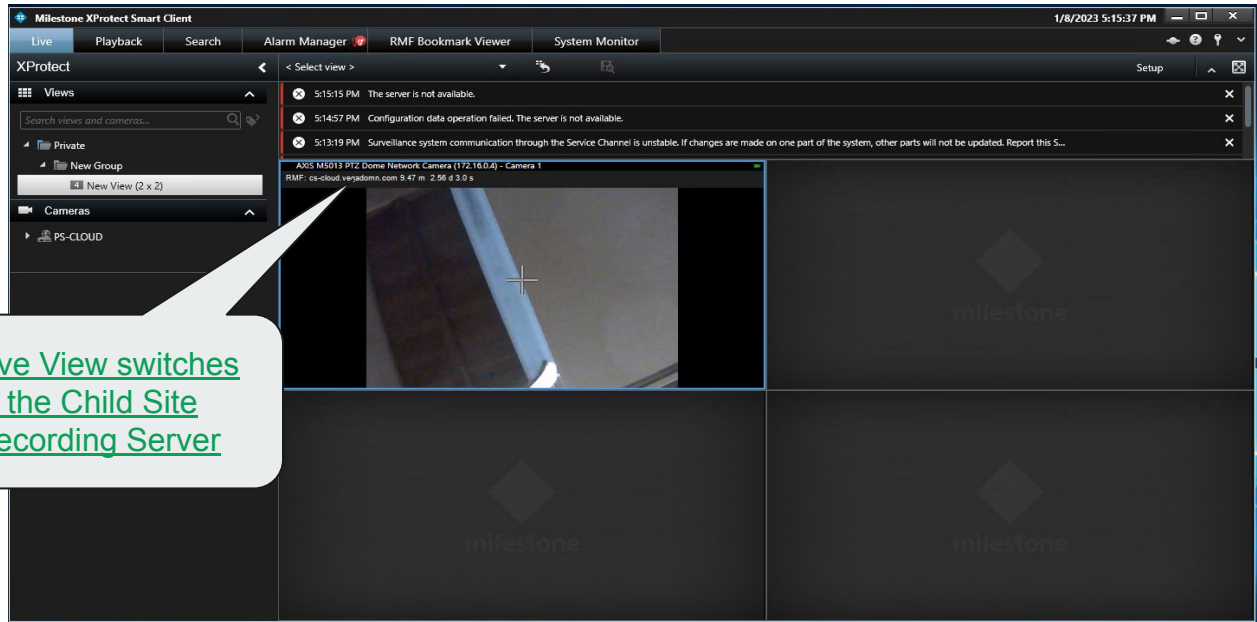 Milestone XProtect Smart Client
1/8/2023 5:15:37 PM
Live Playback Search Alarm Manager RMF Bookmark Viewer System Monitor
XProtect
< Select view >
Setup
Views
Search views and cameras...
Private
New Group
4 New View (2 x 2)
Cameras
PS-CLOUD
5:15:15 PM The server is not available.
5:14:57 PM Configuration data operation failed. The server is not available.
5:13:19 PM Surveillance system communication through the Service Channel is unstable. If changes are made on one part of the system, other parts will not be updated. Report this S...
AXIS M5013 PTZ Dome Network Camera (172.16.0.4) - Camera 1
RMF: 9.47 m 2.56 d 3.0 s
milestone
milestone
milestone
ve View switches
the Child Site
ecording Server